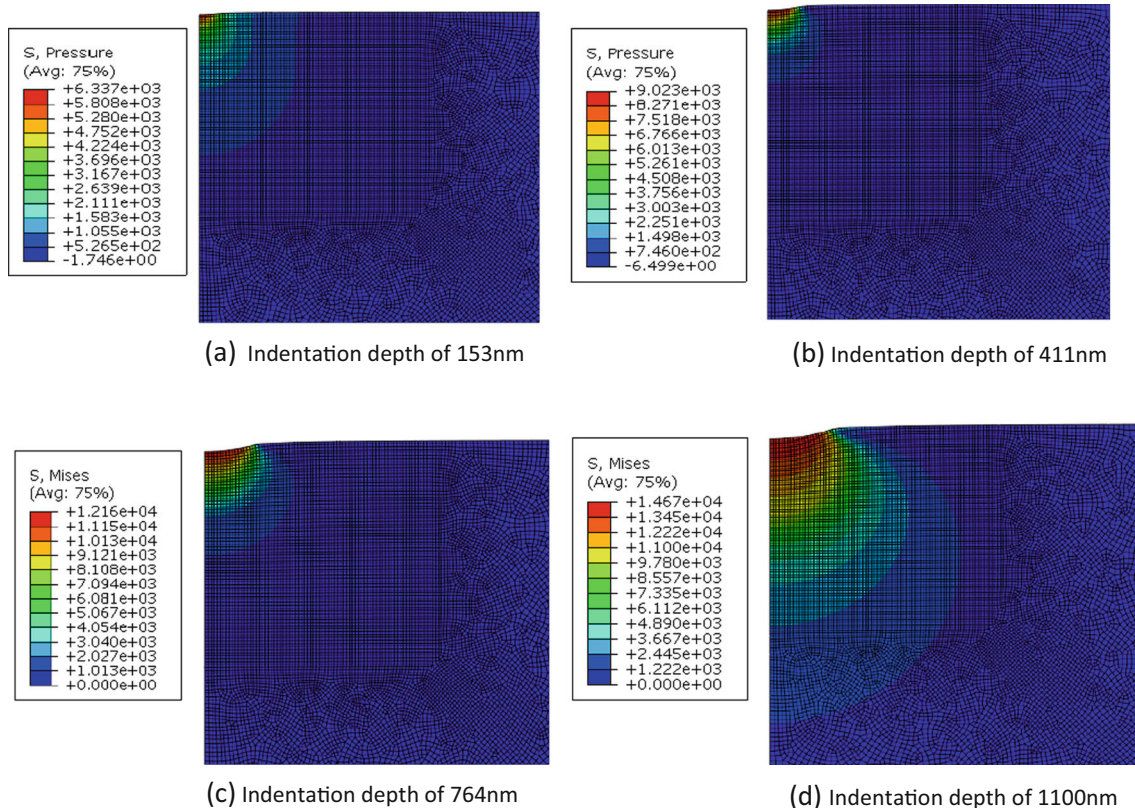 S, Pressure
(Avg: 75%)
+6.337e+03
+5.808e+03
+5.280e+03
+4.752e+03
+4.224e+03
+3.696e+03
+3.167e+03
+2.639e+03
+2.111e+03
+1.583e+03
+1.055e+03
+5.265e+02
-1.746e+00
(a) Indentation depth of 153nm
S, Pressure
(Avg: 75%)
+9.023e+03
+8.271e+03
+7.518e+03
+6.766e+03
+6.013e+03
+5.261e+03
+4.508e+03
+3.756e+03
+3.003e+03
+2.251e+03
+1.498e+03
+7.460e+02
-6.499e+00
(b) Indentation depth of 411nm
S, Mises
(Avg: 75%)
+1.216e+04
+1.115e+04
+1.013e+04
+9.121e+03
+8.108e+03
+7.094e+03
+6.081e+03
+5.067e+03
+4.054e+03
+3.040e+03
+2.027e+03
+1.013e+03
+0.000e+00
(c) Indentation depth of 764nm
S, Mises
(Avg: 75%)
+1.467e+04
+1.345e+04
+1.222e+04
+1.100e+04
+9.780e+03
+8.557e+03
+7.335e+03
+6.112e+03
+4.890e+03
+3.667e+03
+2.445e+03
+1.222e+03
+0.000e+00
(d) Indentation depth of 1100nm